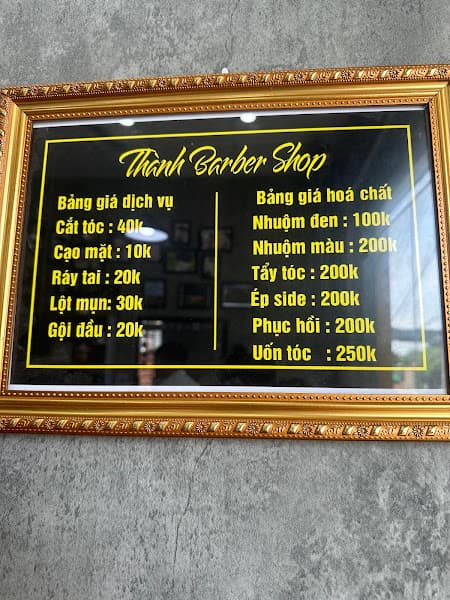 Thành Barber Shop
Bảng giá dịch vụ
Cắt tóc : 40k
Cạo mặt : 10k
Ráy tai : 20k
Lột mụn: 30k
Gội đầu : 20k
Bảng giá hoá chất
Nhuộm đen : 100k
Nhuộm màu : 200k
Tẩy tóc : 200k
Ép side : 200k
Phục hồi : 200k
Uốn tóc : 250k